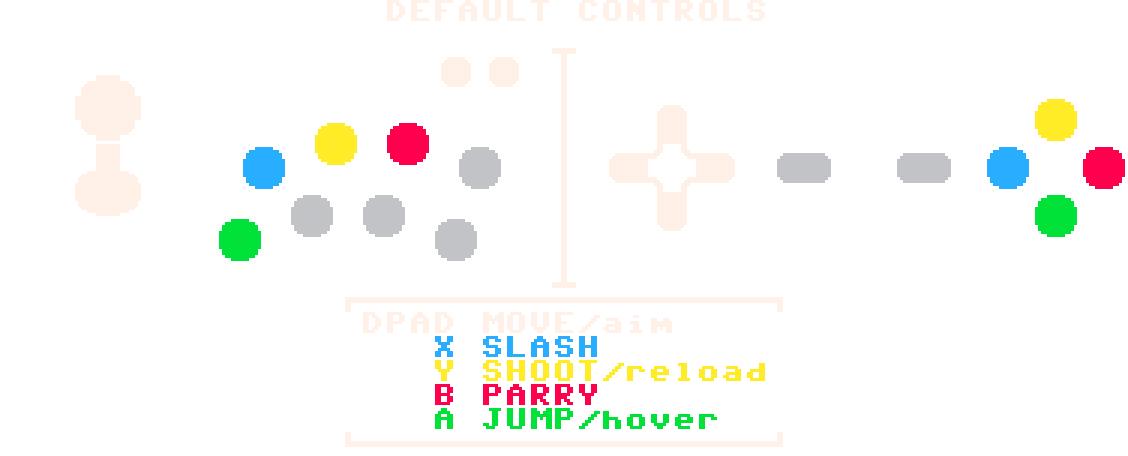 DEFAULT CONTROLS
DPAD MOVE/aim
X SLASH
Y SHOOT/reload
B PARRY
A JUMP/hover